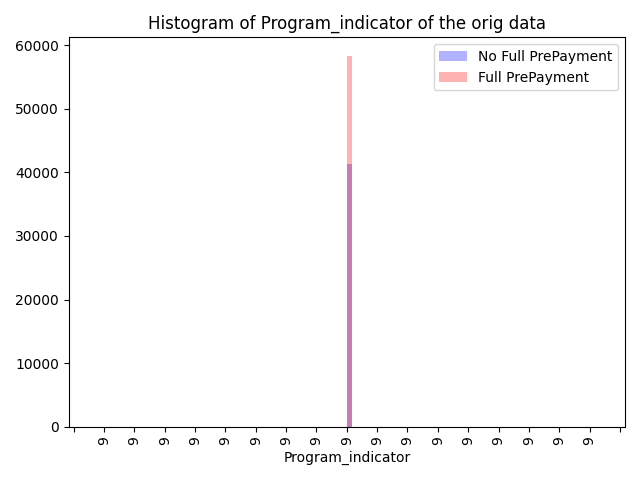 Histogram of Program_indicator of the orig data
No Full PrePayment
Full PrePayment
60000
50000
40000
30000
20000
10000
0
9 9 9 9 9 9 9 9 9 9 9 9 9 9 9 9 9
Program_indicator